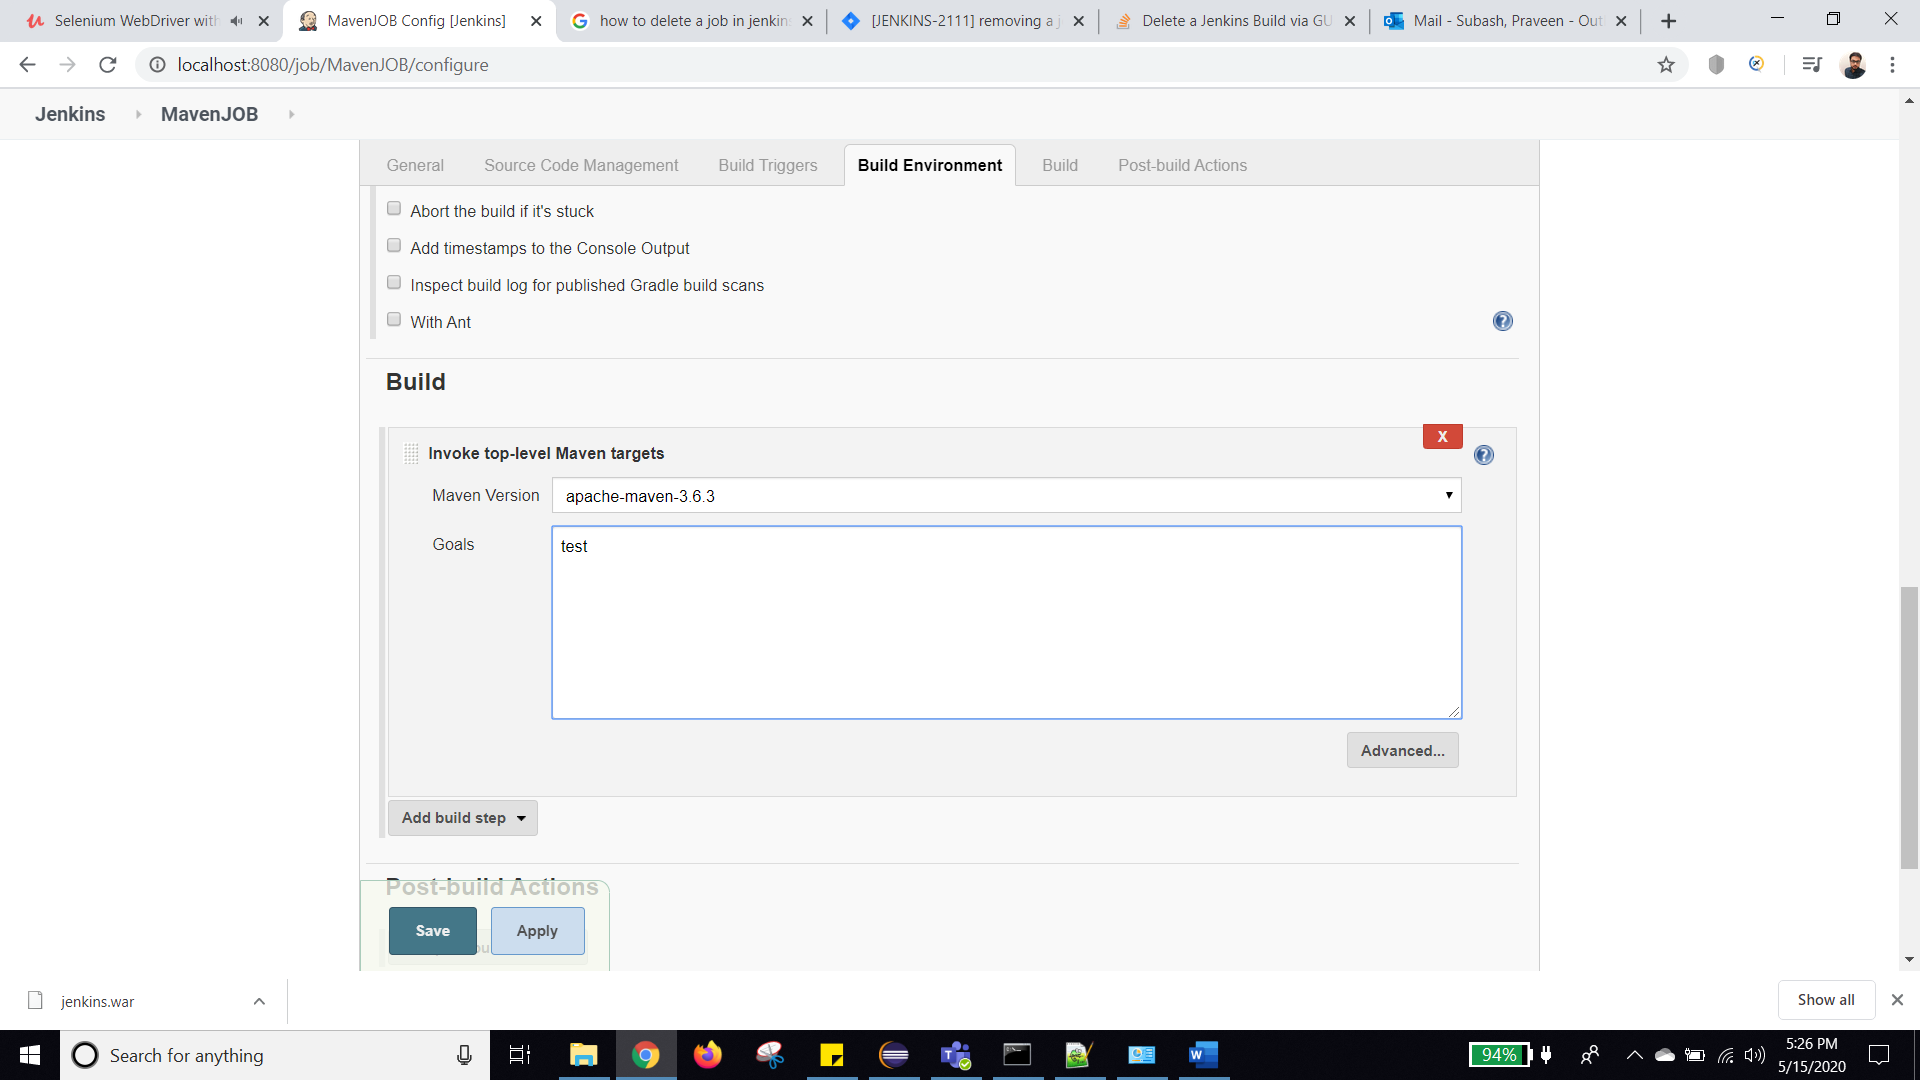 Selenium WebDriver with
MavenJOB Config [Jenkins]
how to delete a job in jenkin
[JENKINS-2111] removing a j
Delete a Jenkins Build via GU
Mail - Subash, Praveen - Out
localhost:8080/job/MavenJOB/configure
Jenkins
MavenJOB
General
Source Code Management
Build Triggers
Build Environment
Build
Post-build Actions
Abort the build if it's stuck
Add timestamps to the Console Output
Inspect build log for published Gradle build scans
With Ant
Build
X
Invoke top-level Maven targets
Maven Version
apache-maven-3.6.3
Goals
test
Advanced...
Add build step
Post-build Actions
Save
Apply
jenkins.war
Show all
Search for anything
94%
5:26 PM
5/15/2020